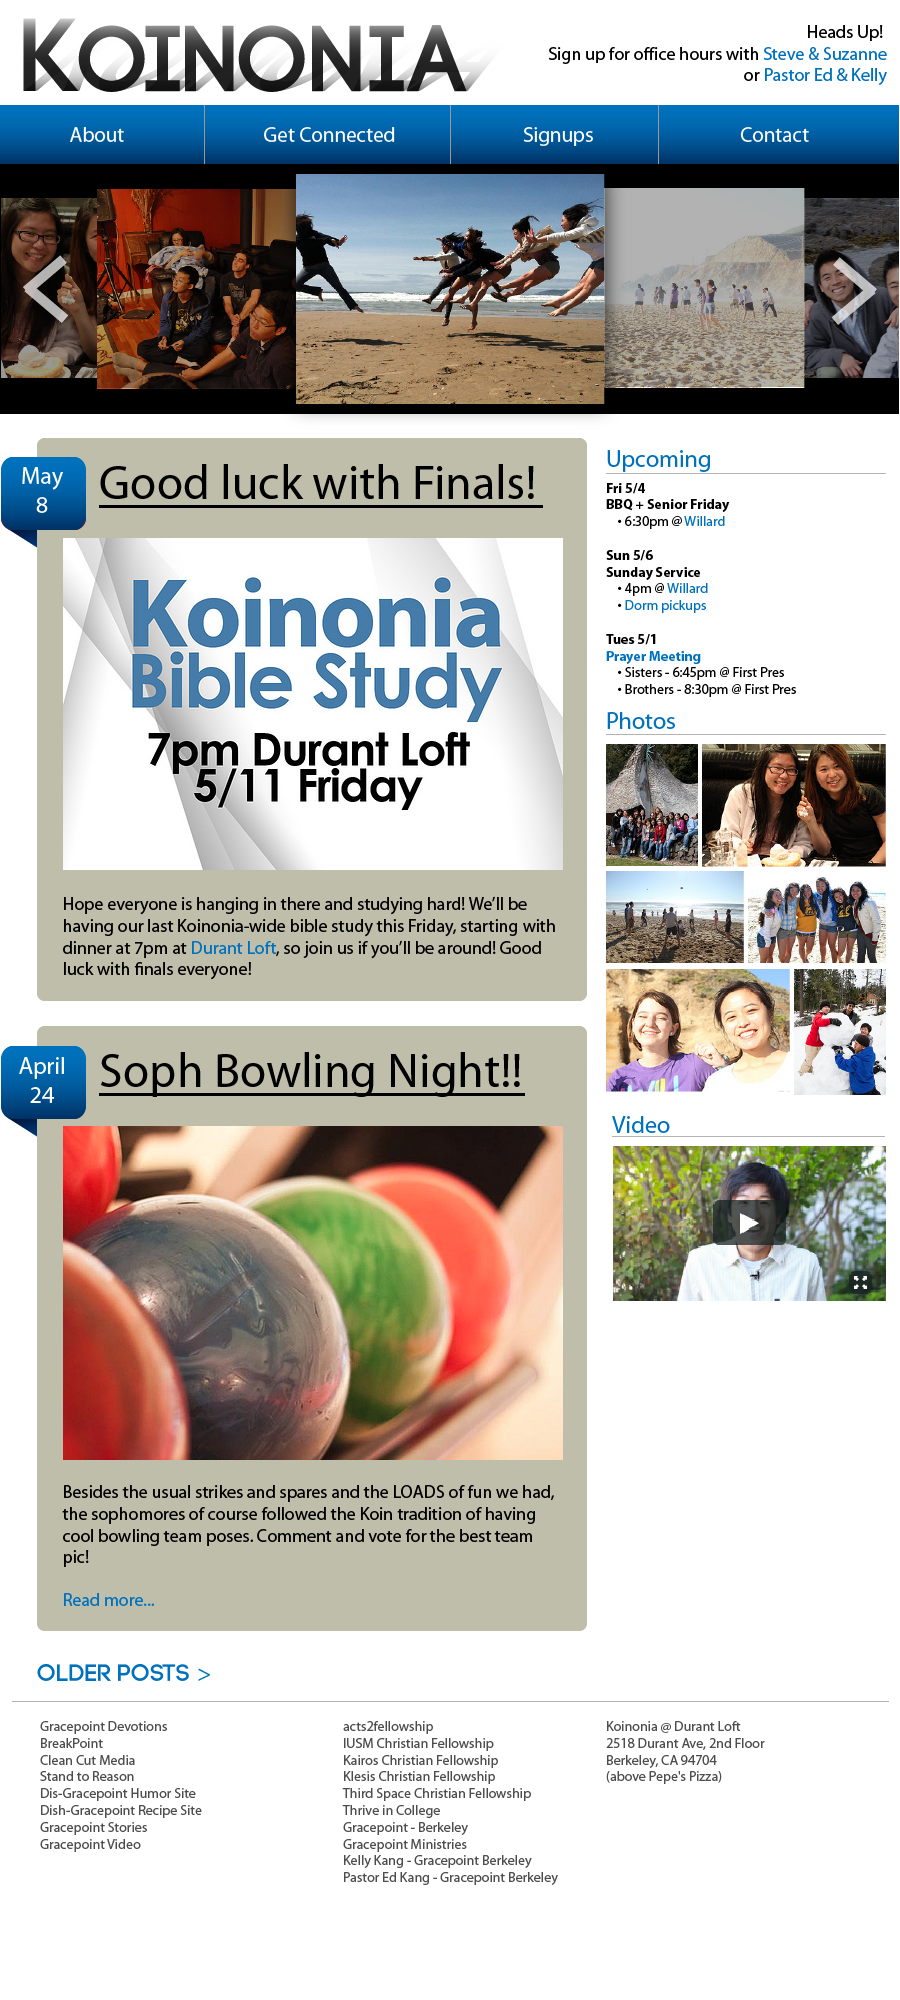 KOINONIA
Heads Up!
Sign up for office hours with Steve & Suzanne
or Pastor Ed & Kelly
About
Get Connected
Signups
Contact
May
8
Good luck with Finals!
Koinonia
Bible Study
7pm Durant Loft
5/11 Friday
Hope everyone is hanging in there and studying hard! We'll be
having our last Koinonia-wide bible study this Friday, starting with
dinner at 7pm at Durant Loft, so join us if you'll be around! Good
luck with finals everyone!
April
24
Soph Bowling Night!!
Besides the usual strikes and spares and the LOADS of fun we had,
the sophomores of course followed the Koin tradition of having
cool bowling team poses. Comment and vote for the best team
pic!
Read more...
OLDER POSTS >
Upcoming
Fri 5/4
BBQ + Senior Friday
• 6:30pm @ Willard
Sun 5/6
Sunday Service
• 4pm @ Willard
• Dorm pickups
Tues 5/1
Prayer Meeting
• Sisters - 6:45pm @ First Pres
• Brothers - 8:30pm @ First Pres
Photos
Video
Gracepoint Devotions
BreakPoint
Clean Cut Media
Stand to Reason
Dis-Gracepoint Humor Site
Dish-Gracepoint Recipe Site
Gracepoint Stories
Gracepoint Video
acts2fellowship
IUSM Christian Fellowship
Kairos Christian Fellowship
Klesis Christian Fellowship
Third Space Christian Fellowship
Thrive in College
Gracepoint - Berkeley
Gracepoint Ministries
Kelly Kang - Gracepoint Berkeley
Pastor Ed Kang - Gracepoint Berkeley
Koinonia @ Durant Loft
2518 Durant Ave, 2nd Floor
Berkeley, CA 94704
(above Pepe's Pizza)